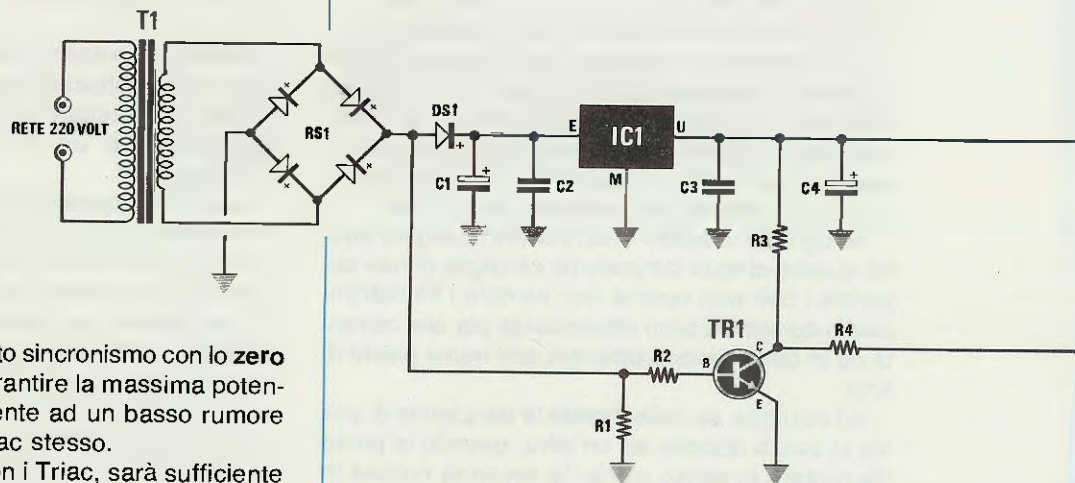 T1
RETE 220 VOLT
RS1
DS1
+
C1
+
C2
E
IC1
U
M
C3
C4
+
R3
TR1
R4
R2
B
C
E
R1
to sincronismo con lo zero
rantire la massima poten-
ente ad un basso rumore
ac stesso.
on i Triac, sarà sufficiente